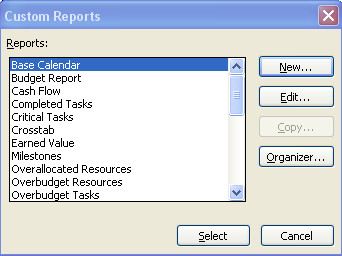 Custom Reports
Reports:
Base Calendar
Budget Report
Cash Flow
Completed Tasks
Critical Tasks
Crosstab
Earned Value
Milestones
Overallocated Resources
Overbudget Resources
Overbudget Tasks
New...
Edit...
Copy...
Organizer...
Select
Cancel